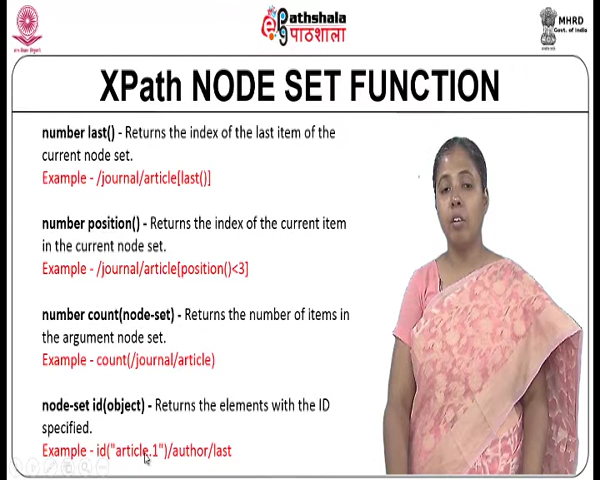 ePathshala
पाठशाला
MHRD
Govt. of India
XPath NODE SET FUNCTION
number last() - Returns the index of the last item of the
current node set.
Example - /journal/article[last()]
number position() - Returns the index of the current item
in the current node set.
Example - /journal/article[position()<3]
number count(node-set) - Returns the number of items in
the argument node set.
Example - count(/journal/article)
node-set id(object) - Returns the elements with the ID
specified.
Example - id("article.1")/author/last